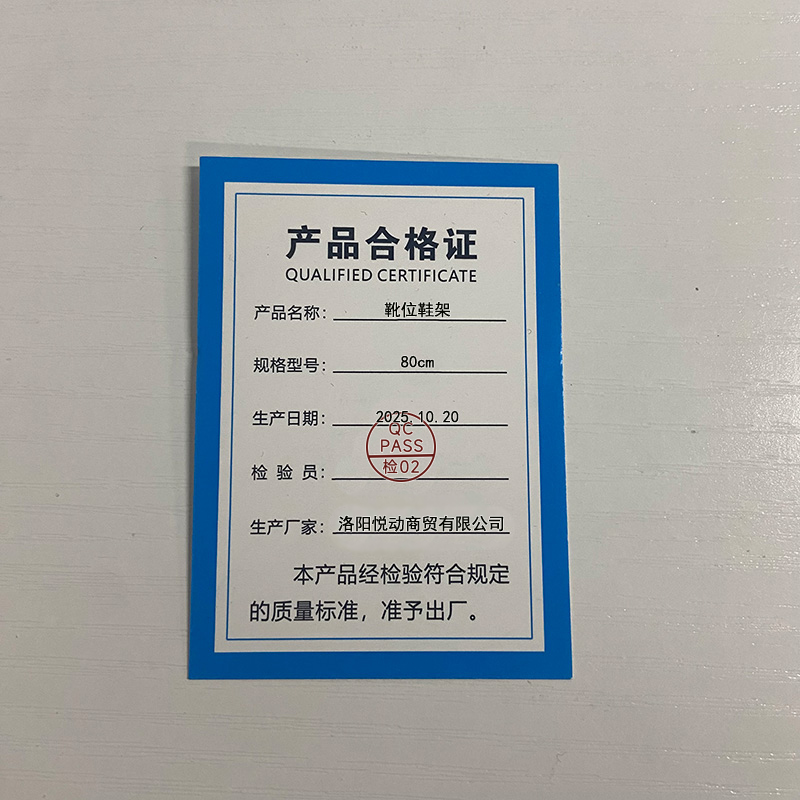 产品合格证
QUALIFIED CERTIFICATE
产品名称： 靴位鞋架
规格型号： 80cm
生产日期： 2025.10.20
QC
PASS
检02
检 验 员：
生产厂家： 洛阳悦动商贸有限公司
本产品经检验符合规定
的质量标准，准予出厂。